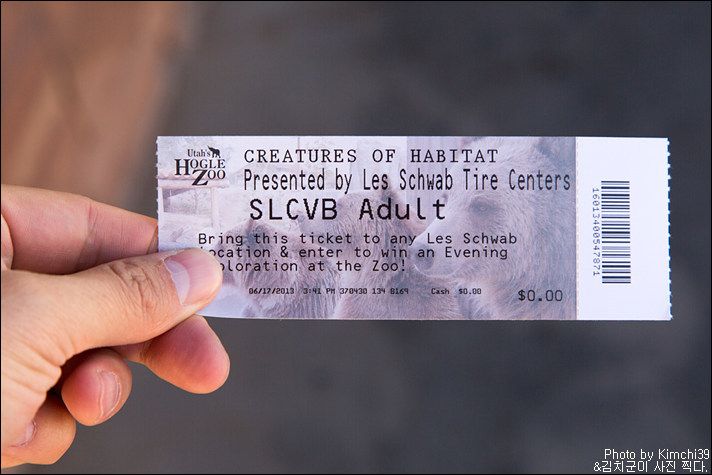 Utah's
HOGLE
ZOO
CREATURES OF HABITAT
Presented by Les Schwab Tire Centers
SLCVB Adult
Bring this ticket to any Les Schwab
location & enter to win an Evening
ploration at the Zoo!
06/17/2013 3:41 PM 370430 134 8169 Cash $0.00
$0.00
16013400547871
Photo by Kimchi39
&김치군이 사진 찍다.